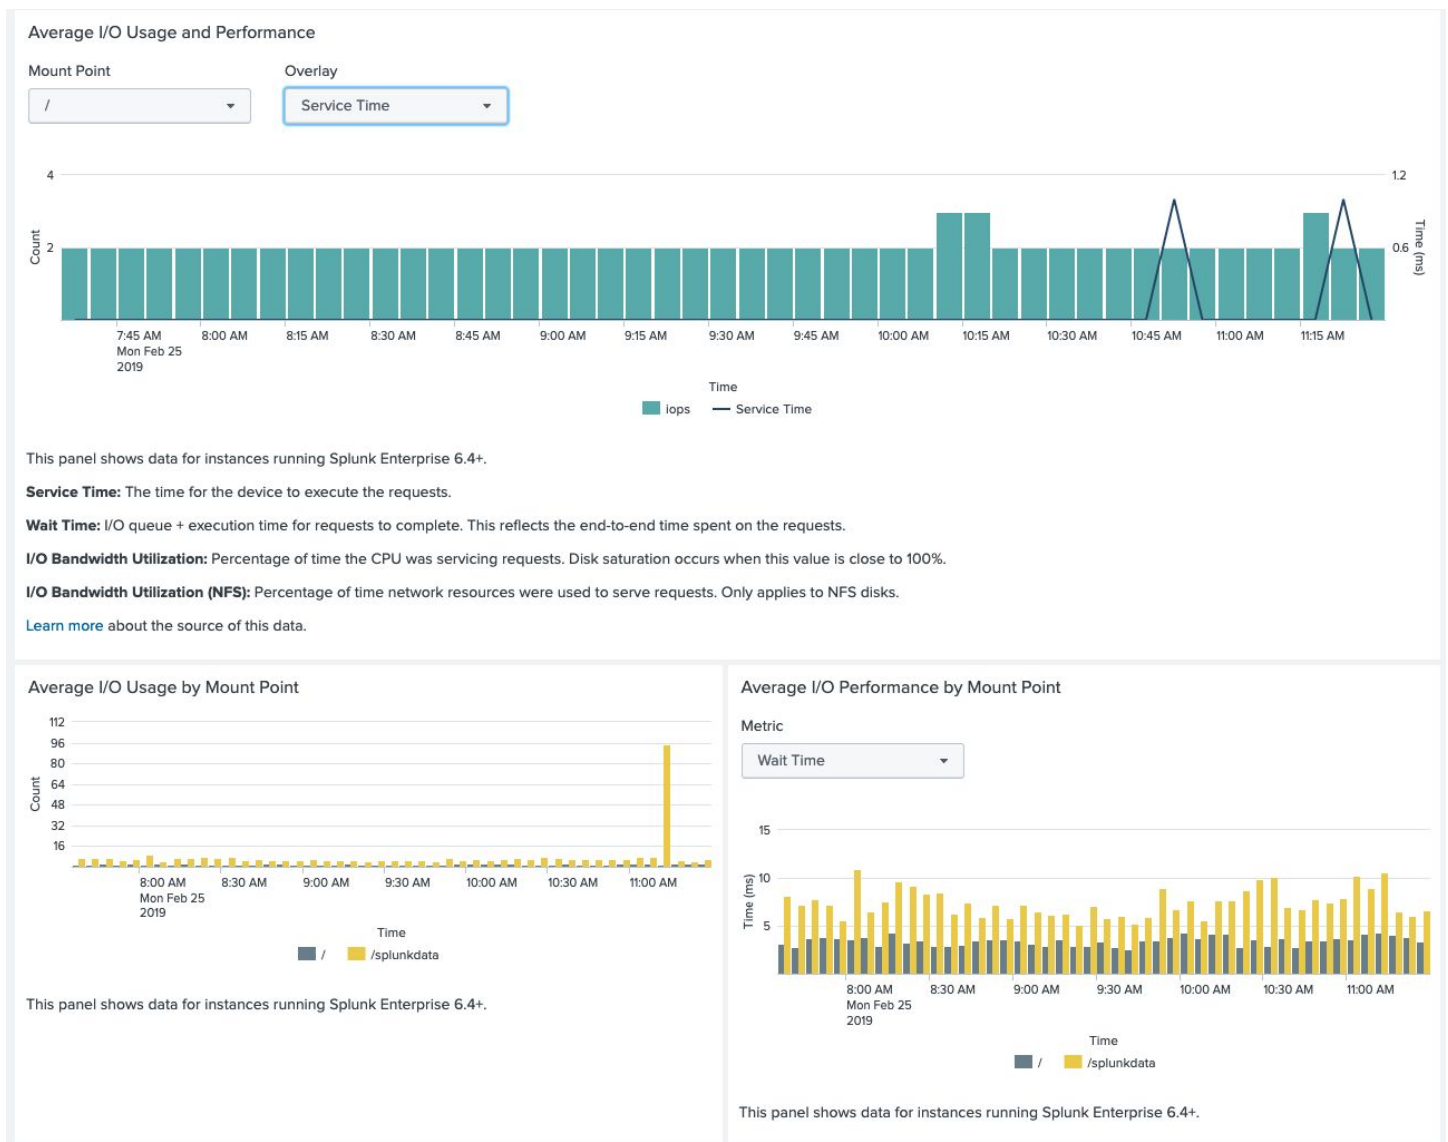 Average I/O Usage and Performance
Mount Point
Overlay
/
Service Time
4
2
Count
1.2
0.6
Time (ms)
7:45 AM
Mon Feb 25
2019
8:00 AM
8:15 AM
8:30 AM
8:45 AM
9:00 AM
9:15 AM
9:30 AM
9:45 AM
10:00 AM
10:15 AM
10:30 AM
10:45 AM
11:00 AM
11:15 AM
Time
iops
Service Time
This panel shows data for instances running Splunk Enterprise 6.4+.
Service Time: The time for the device to execute the requests.
Wait Time: I/O queue + execution time for requests to complete. This reflects the end-to-end time spent on the requests.
I/O Bandwidth Utilization: Percentage of time the CPU was servicing requests. Disk saturation occurs when this value is close to 100%.
I/O Bandwidth Utilization (NFS): Percentage of time network resources were used to serve requests. Only applies to NFS disks.
Learn more about the source of this data.
Average I/O Usage by Mount Point
112
96
80
64
48
32
16
Count
8:00 AM
Mon Feb 25
2019
8:30 AM
9:00 AM
9:30 AM
10:00 AM
10:30 AM
11:00 AM
Time
/
/splunkdata
This panel shows data for instances running Splunk Enterprise 6.4+.
Average I/O Performance by Mount Point
Metric
Wait Time
15
10
5
Time (ms)
8:00 AM
Mon Feb 25
2019
8:30 AM
9:00 AM
9:30 AM
10:00 AM
10:30 AM
11:00 AM
Time
/
/splunkdata
This panel shows data for instances running Splunk Enterprise 6.4+.